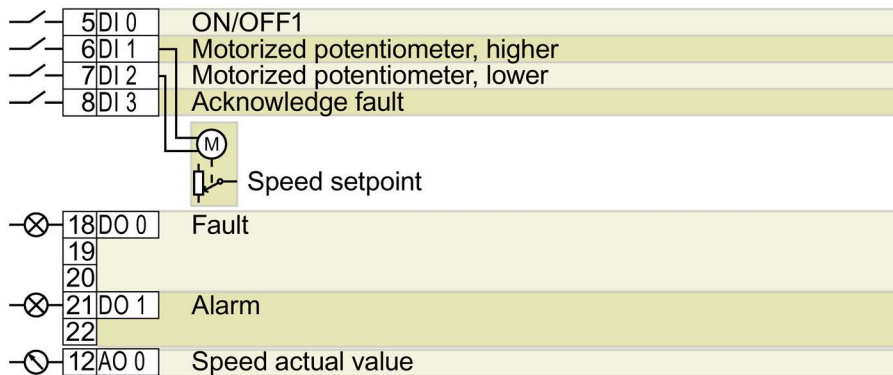 5 DI 0 ON/OFF1
6 DI 1 Motorized potentiometer, higher
7 DI 2 Motorized potentiometer, lower
8 DI 3 Acknowledge fault
M
Speed setpoint
18 DO 0 Fault
19
20
21 DO 1 Alarm
22
12 AO 0 Speed actual value